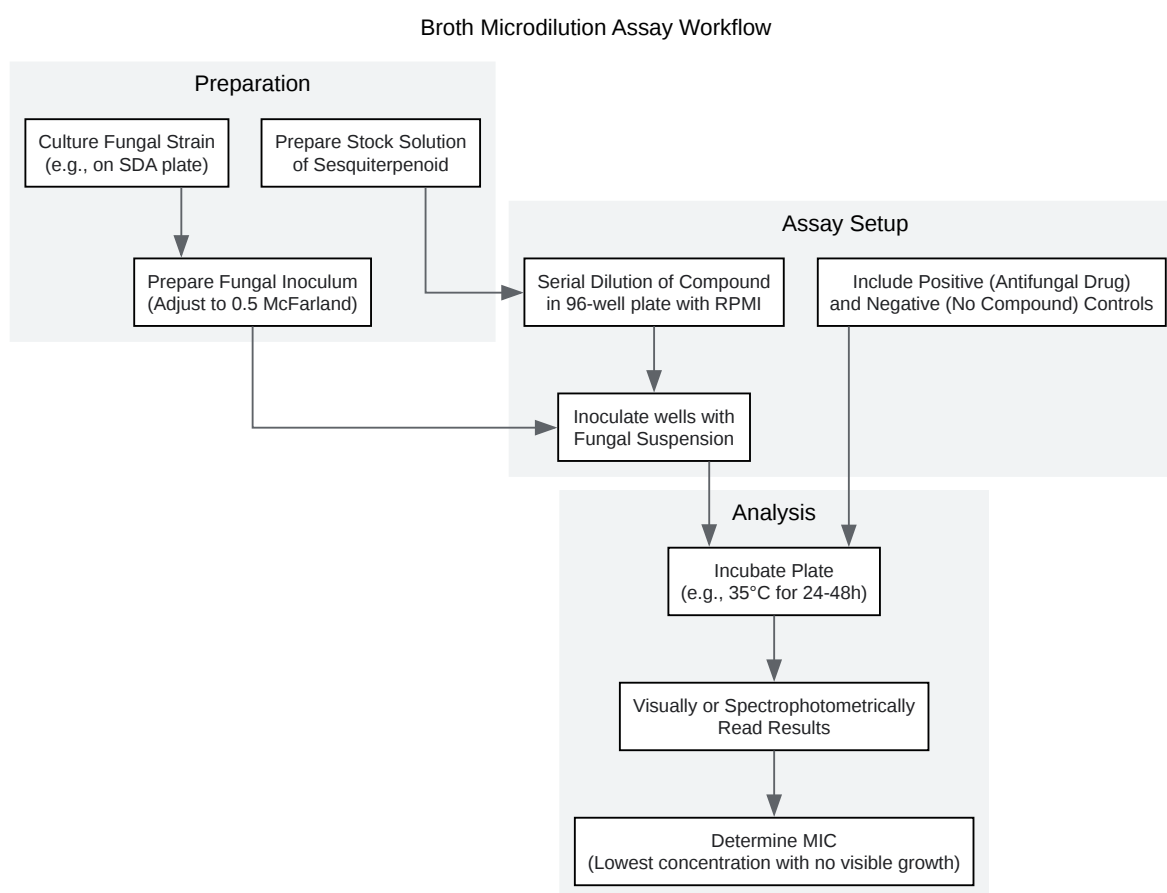 Broth Microdilution Assay Workflow
Preparation
Culture Fungal Strain
(e.g., on SDA plate)
Prepare Stock Solution
of Sesquiterpenoid
Prepare Fungal Inoculum
(Adjust to 0.5 McFarland)
Assay Setup
Serial Dilution of Compound
in 96-well plate with RPMI
Include Positive (Antifungal Drug)
and Negative (No Compound) Controls
Inoculate wells with
Fungal Suspension
Analysis
Incubate Plate
(e.g., 35°C for 24-48h)
Visually or Spectrophotometrically
Read Results
Determine MIC
(Lowest concentration with no visible growth)